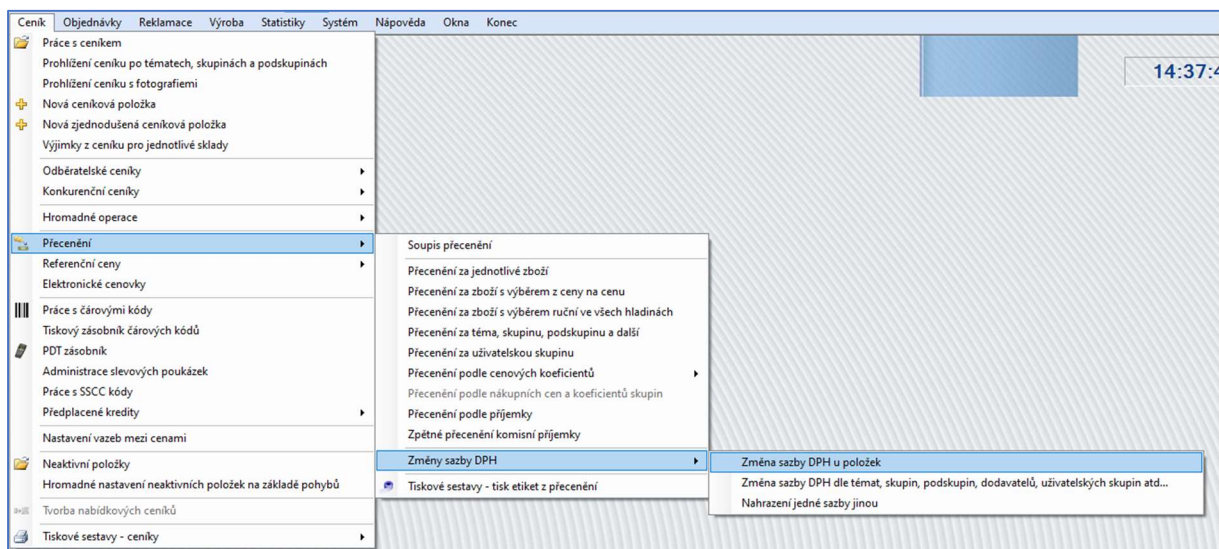 Ceník Objednávky Reklamace Výroba Statistiky Systém Nápověda Okna Konec
14:37:4
Práce s ceníkem
Prohlížení ceníku po tématech, skupinách a podskupinách
Prohlížení ceníku s fotografiemi
Nová ceníková položka
Nová zjednodušená ceníková položka
Výjimky z ceníku pro jednotlivé sklady
Odběratelské ceníky
Konkurenční ceníky
Hromadné operace
Přecenění
Referenční ceny
Elektronické cenovky
Práce s čárovými kódy
Tiskový zásobník čárových kódů
PDT zásobník
Administrace slevových poukázek
Práce s SSCC kódy
Předplacené kredity
Nastavení vazeb mezi cenami
Neaktivní položky
Hromadné nastavení neaktivních položek na základě pohybů
Tvorba nabídkových ceníků
Tiskové sestavy - ceníky
Soupis přecenění
Přecenění za jednotlivé zboží
Přecenění za zboží s výběrem z ceny na cenu
Přecenění za zboží s výběrem ruční ve všech hladinách
Přecenění za téma, skupinu, podskupinu a další
Přecenění za uživatelskou skupinu
Přecenění podle cenových koeficientů
Přecenění podle nákupních cen a koeficientů skupin
Přecenění podle příjemky
Zpětné přecenění komisní příjemky
Změny sazby DPH
Tiskové sestavy - tisk etiket z přecenění
Změna sazby DPH u položek
Změna sazby DPH dle témat, skupin, podskupin, dodavatelů, uživatelských skupin atd...
Nahrazení jedné sazby jinou